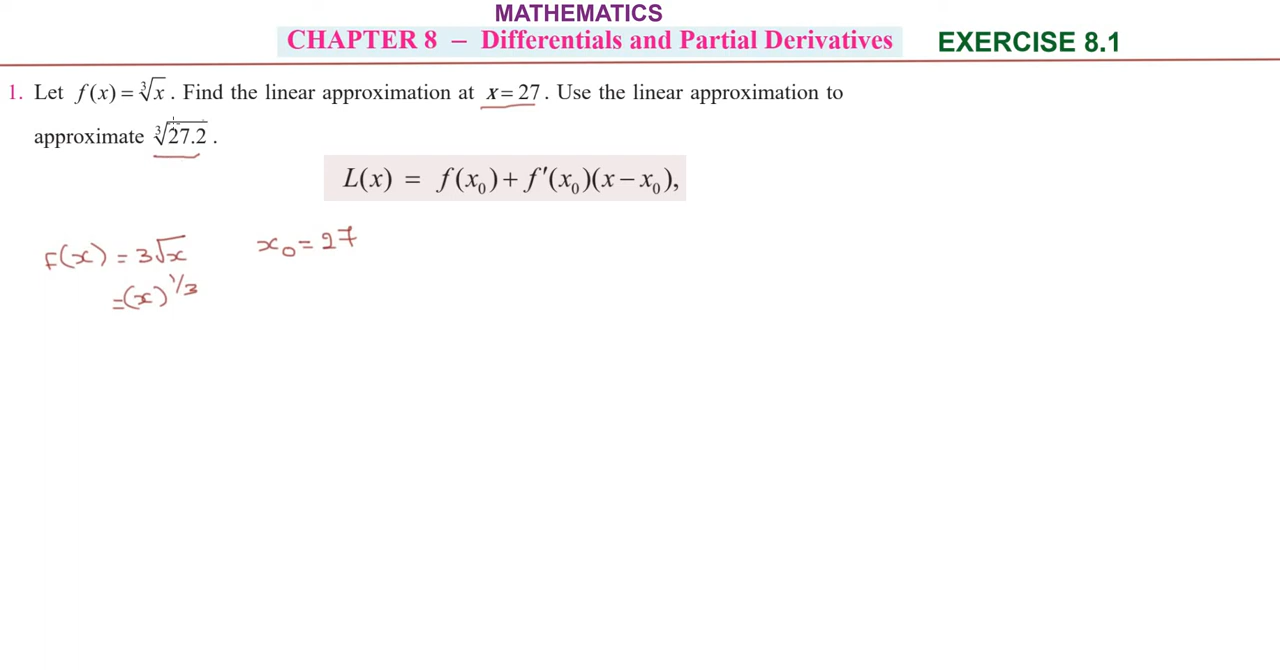 MATHEMATICS
CHAPTER 8 – Differentials and Partial Derivatives EXERCISE 8.1
1. Let f(x) = ∛x. Find the linear approximation at x = 27. Use the linear approximation to
approximate ∛27.2.
L(x) = f(x₀) + f′(x₀)(x − x₀),
f(x) = 3√x x₀ = 27
= (x)^1/3